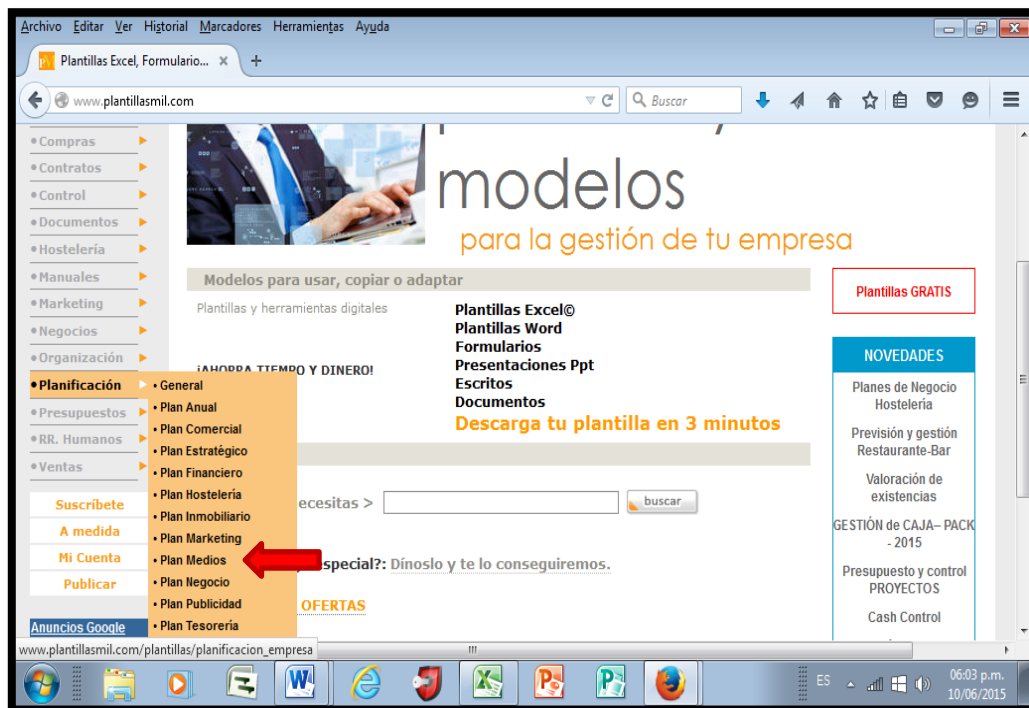 Archivo Editar Ver Historial Marcadores Herramientas Ayuda
Plantillas Excel, Formulario...
www.plantillasmil.com
Buscar
modelos
para la gestión de tu empresa
Compras
Contratos
Control
Documentos
Hostelería
Manuales
Marketing
Negocios
Organización
Planificación
Presupuestos
RR. Humanos
Ventas
Suscríbete
A medida
Mi Cuenta
Publicar
Anuncios Google
• General
• Plan Anual
• Plan Comercial
• Plan Estratégico
• Plan Financiero
• Plan Hostelería
• Plan Inmobiliario
• Plan Marketing
• Plan Medios
• Plan Negocio
• Plan Publicidad
• Plan Tesorería
Modelos para usar, copiar o adaptar
Plantillas y herramientas digitales
¡AHORRA TIEMPO Y DINERO!
Plantillas Excel©
Plantillas Word
Formularios
Presentaciones Ppt
Escritos
Documentos
Descarga tu plantilla en 3 minutos
ecesitas >
buscar
especial?: Dínoslo y te lo conseguiremos.
OFERTAS
Plantillas GRATIS
NOVEDADES
Planes de Negocio
Hostelería
Previsión y gestión
Restaurante-Bar
Valoración de
existencias
GESTIÓN de CAJA– PACK
- 2015
Presupuesto y control
PROYECTOS
Cash Control
www.plantillasmil.com/plantillas/planificacion_empresa
ES
06:03 p.m.
10/06/2015